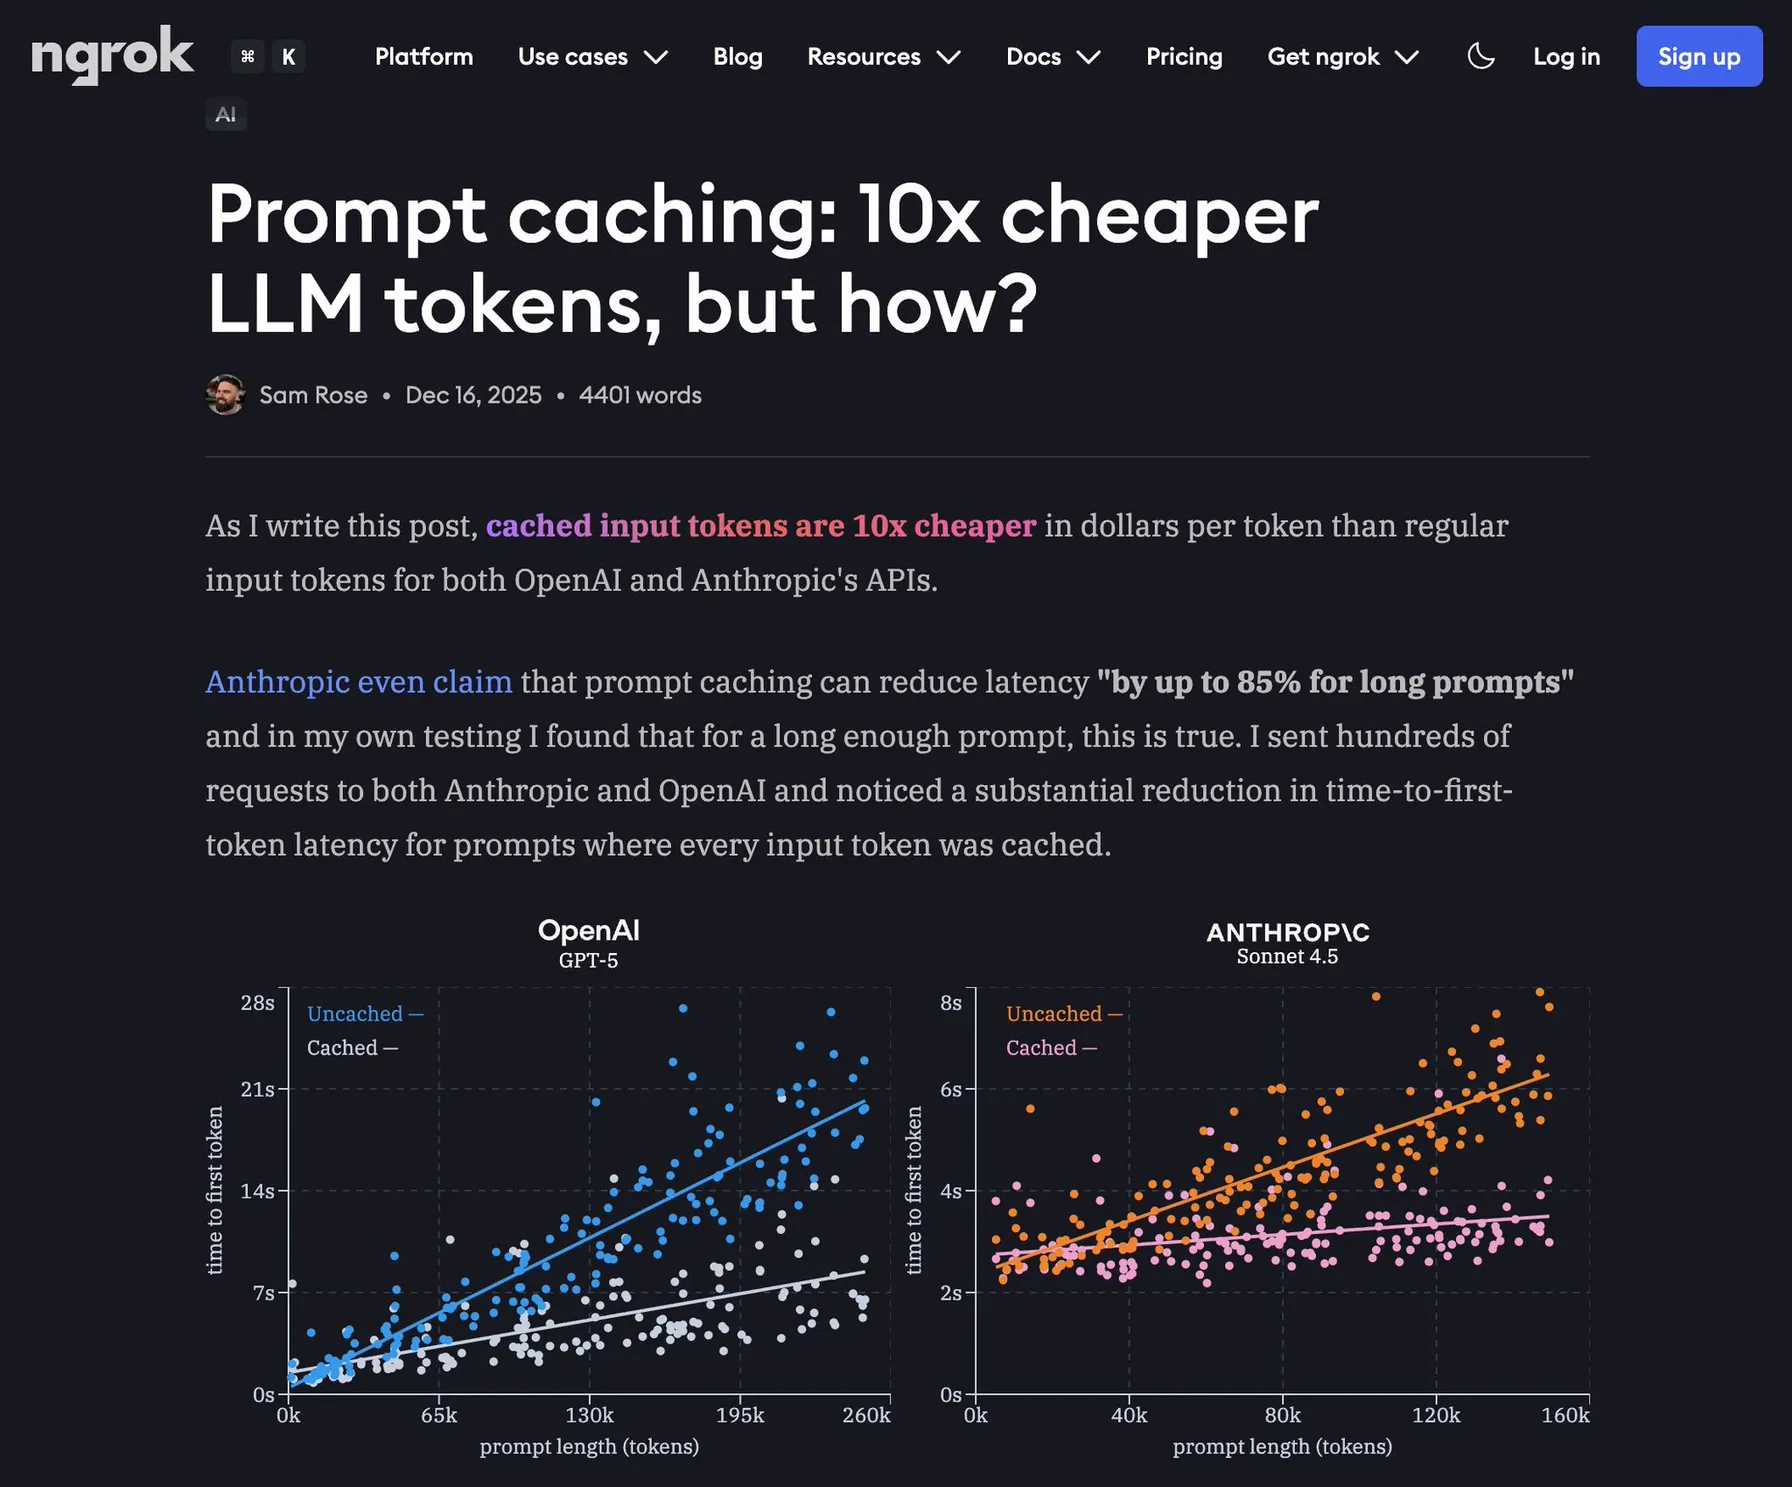 ngrok ⌘ K Platform Use cases Blog Resources Docs Pricing Get ngrok Log in Sign up
AI
Prompt caching: 10x cheaper
LLM tokens, but how?
Sam Rose • Dec 16, 2025 • 4401 words
As I write this post, cached input tokens are 10x cheaper in dollars per token than regular
input tokens for both OpenAI and Anthropic's APIs.
Anthropic even claim that prompt caching can reduce latency "by up to 85% for long prompts"
and in my own testing I found that for a long enough prompt, this is true. I sent hundreds of
requests to both Anthropic and OpenAI and noticed a substantial reduction in time-to-first-
token latency for prompts where every input token was cached.
OpenAI
GPT-5
28s
21s
14s
7s
0s
time to first token
Uncached —
Cached —
0k 65k 130k 195k 260k
prompt length (tokens)
ANTHROP\C
Sonnet 4.5
8s
6s
4s
2s
0s
time to first token
Uncached —
Cached —
0k 40k 80k 120k 160k
prompt length (tokens)